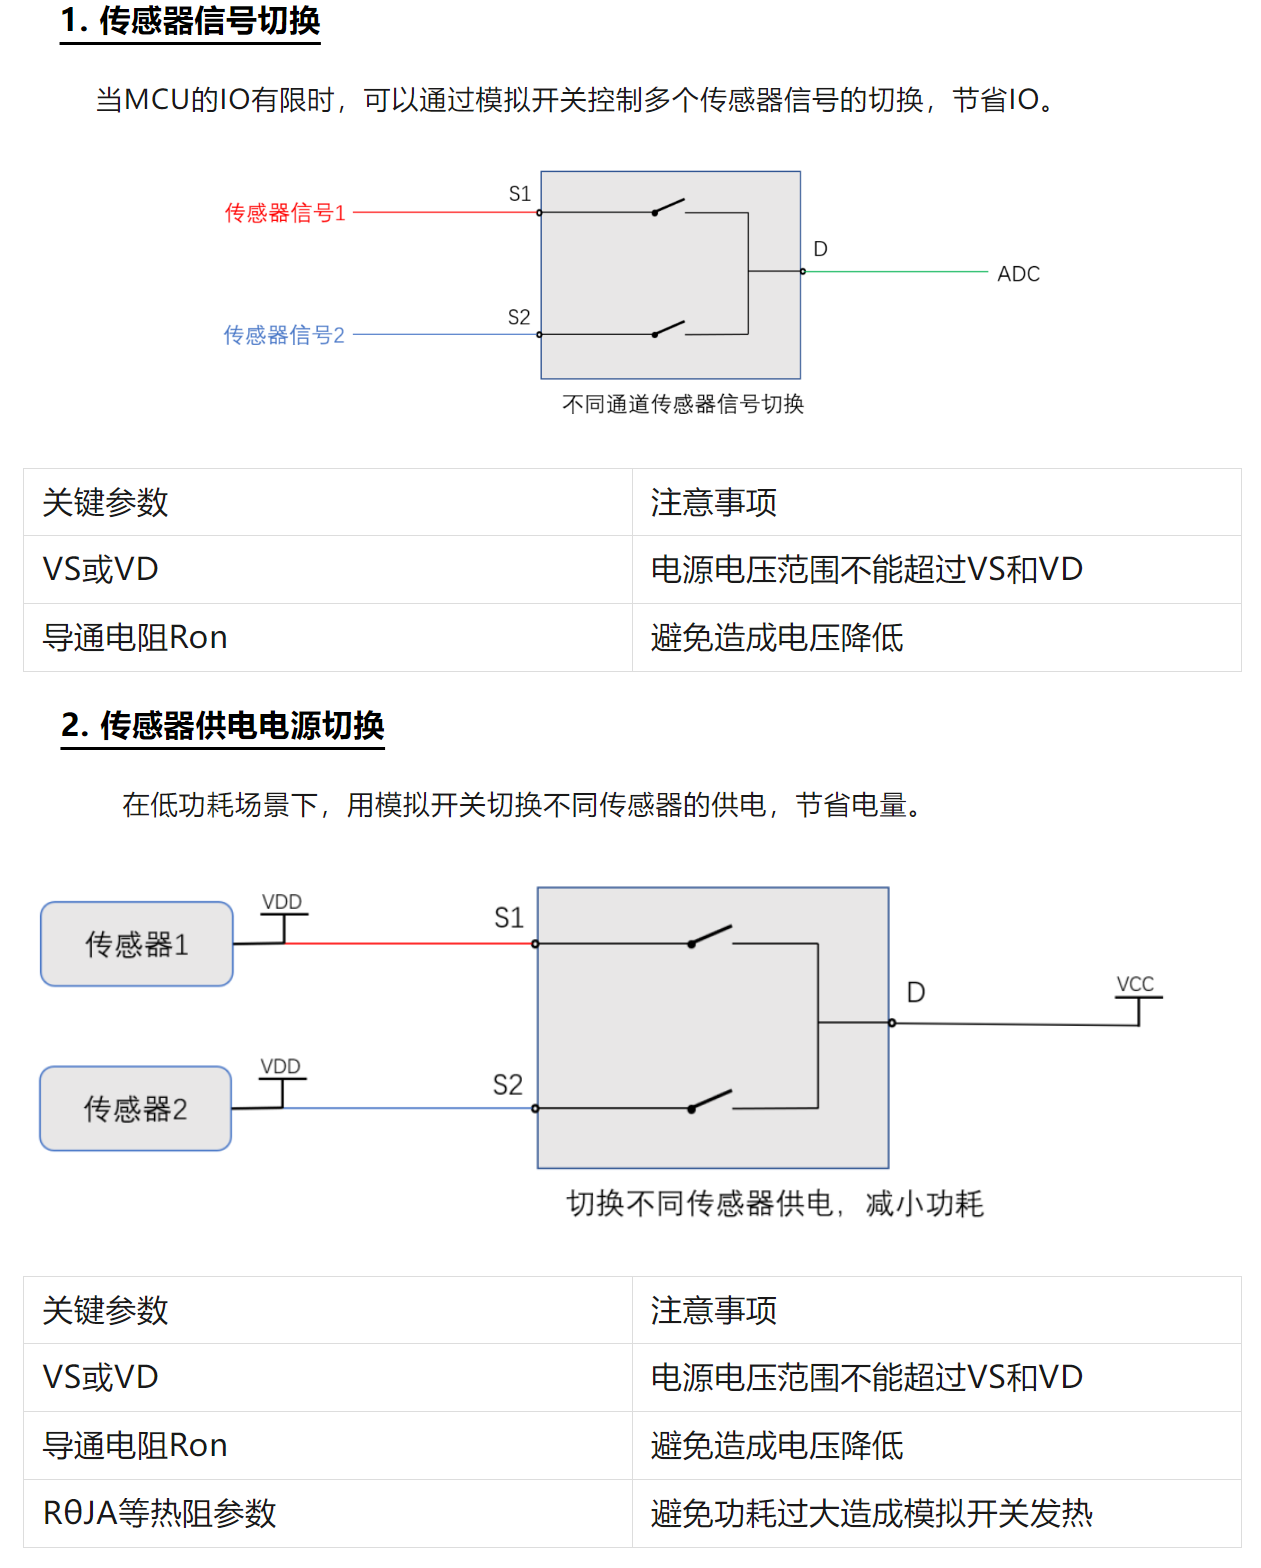 1. 传感器信号切换
当MCU的IO有限时，可以通过模拟开关控制多个传感器信号的切换，节省IO。
S1
传感器信号1
D
ADC
S2
传感器信号2
不同通道传感器信号切换
关键参数 注意事项
VS或VD 电源电压范围不能超过VS和VD
导通电阻Ron 避免造成电压降低
2. 传感器供电电源切换
在低功耗场景下，用模拟开关切换不同传感器的供电，节省电量。
VDD
S1
传感器1
D
VCC
VDD
S2
传感器2
切换不同传感器供电，减小功耗
关键参数 注意事项
VS或VD 电源电压范围不能超过VS和VD
导通电阻Ron 避免造成电压降低
RθJA等热阻参数 避免功耗过大造成模拟开关发热